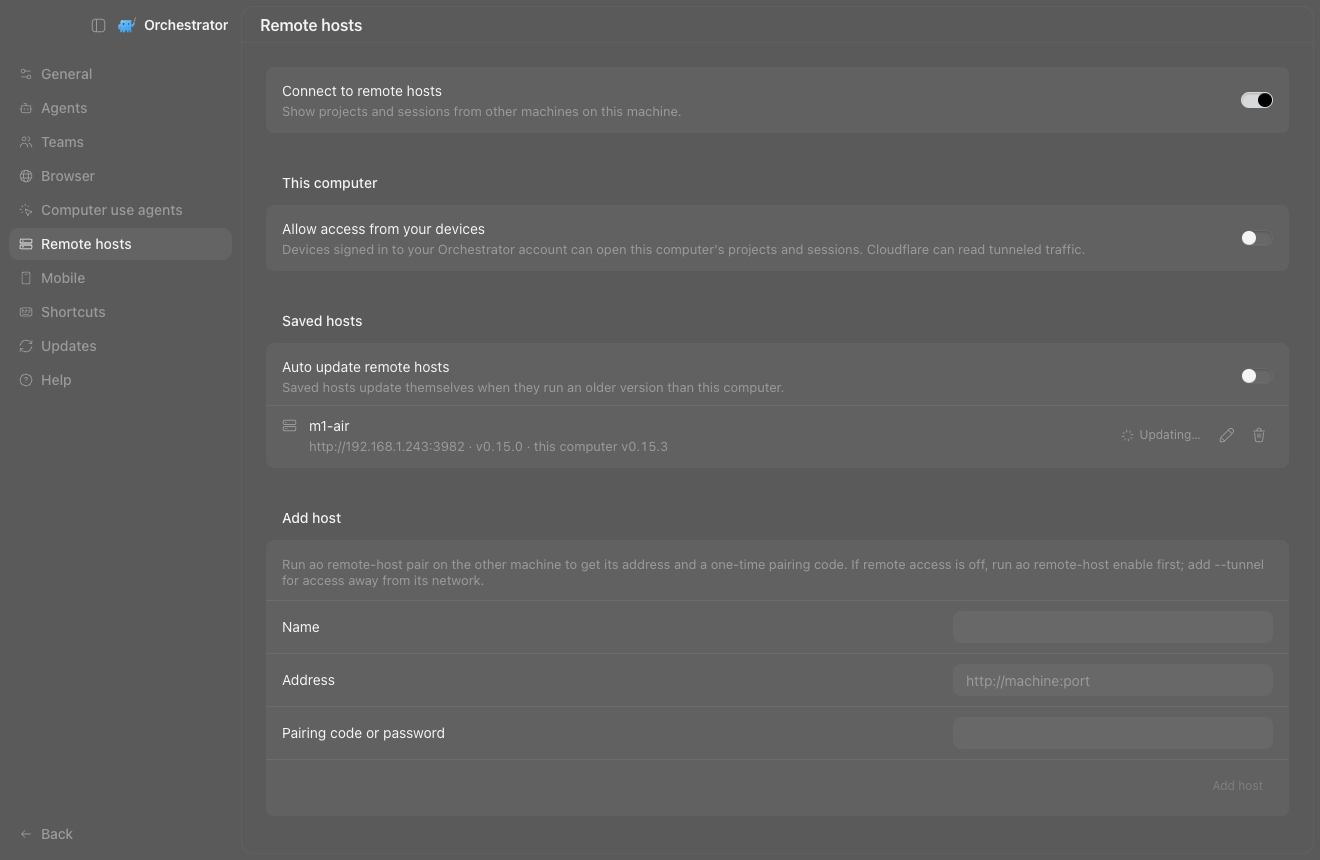 Orchestrator
Remote hosts
General
Agents
Teams
Browser
Computer use agents
Remote hosts
Mobile
Shortcuts
Updates
Help
Back
Connect to remote hosts
Show projects and sessions from other machines on this machine.
This computer
Allow access from your devices
Devices signed in to your Orchestrator account can open this computer's projects and sessions. Cloudflare can read tunneled traffic.
Saved hosts
Auto update remote hosts
Saved hosts update themselves when they run an older version than this computer.
m1-air
http://192.168.1.243:3982 · v0.15.0 · this computer v0.15.3
Updating...
Add host
Run ao remote-host pair on the other machine to get its address and a one-time pairing code. If remote access is off, run ao remote-host enable first; add --tunnel
for access away from its network.
Name
Address
http://machine:port
Pairing code or password
Add host